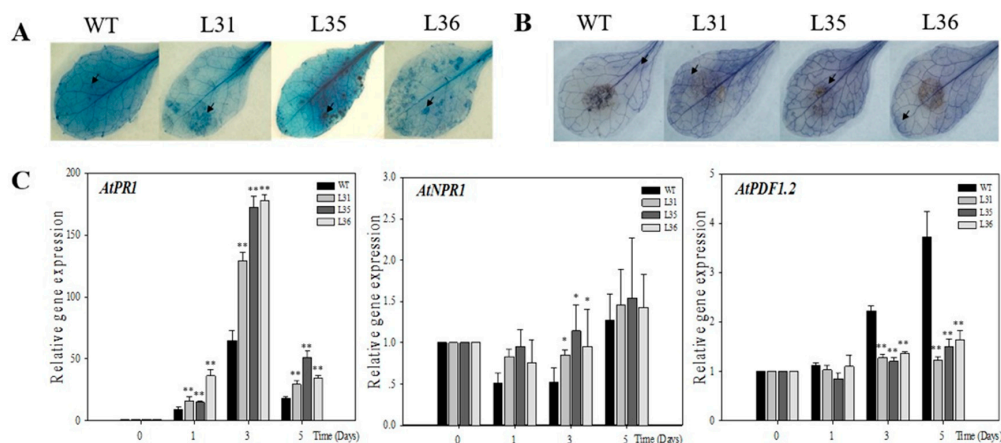 A
WT L31 L35 L36
B
WT L31 L35 L36
C
AtPR1
WT
L31
L35
L36
Relative gene expression
200
150
100
50
0
** ** **
** ** **
** ** **
0 1 3 5 Time (Days)
AtNPR1
WT
L31
L35
L36
Relative gene expression
3.0
2.5
2.0
1.5
1.0
.5
0.0
* * *
0 1 3 5 Time (Days)
AtPDF1.2
WT
L31
L35
L36
Relative gene expression
5
4
3
2
1
0
** ** **
** ** **
0 1 3 5 Time (Days)